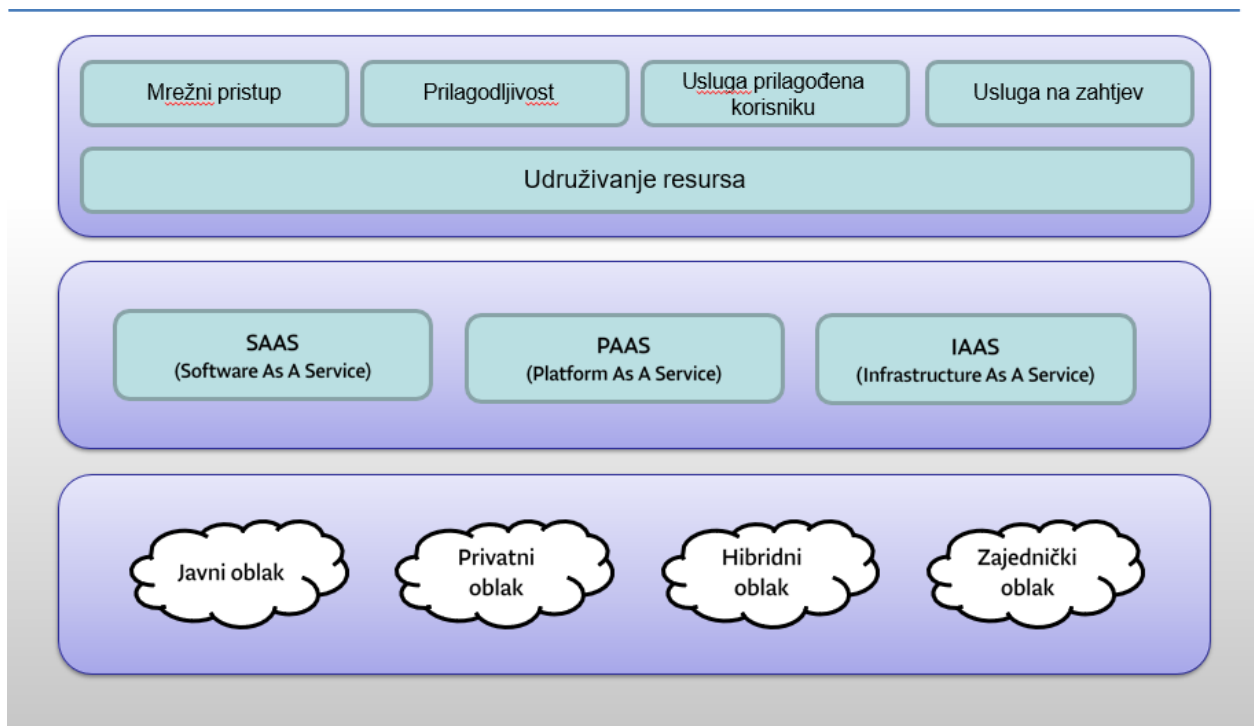 Mrežni pristup
Prilagodljivost
Usluga prilagođena
korisniku
Usluga na zahtjev
Udruživanje resursa
SAAS
(Software As A Service)
PAAS
(Platform As A Service)
IAAS
(Infrastructure As A Service)
Javni oblak
Privatni
oblak
Hibridni
oblak
Zajednički
oblak